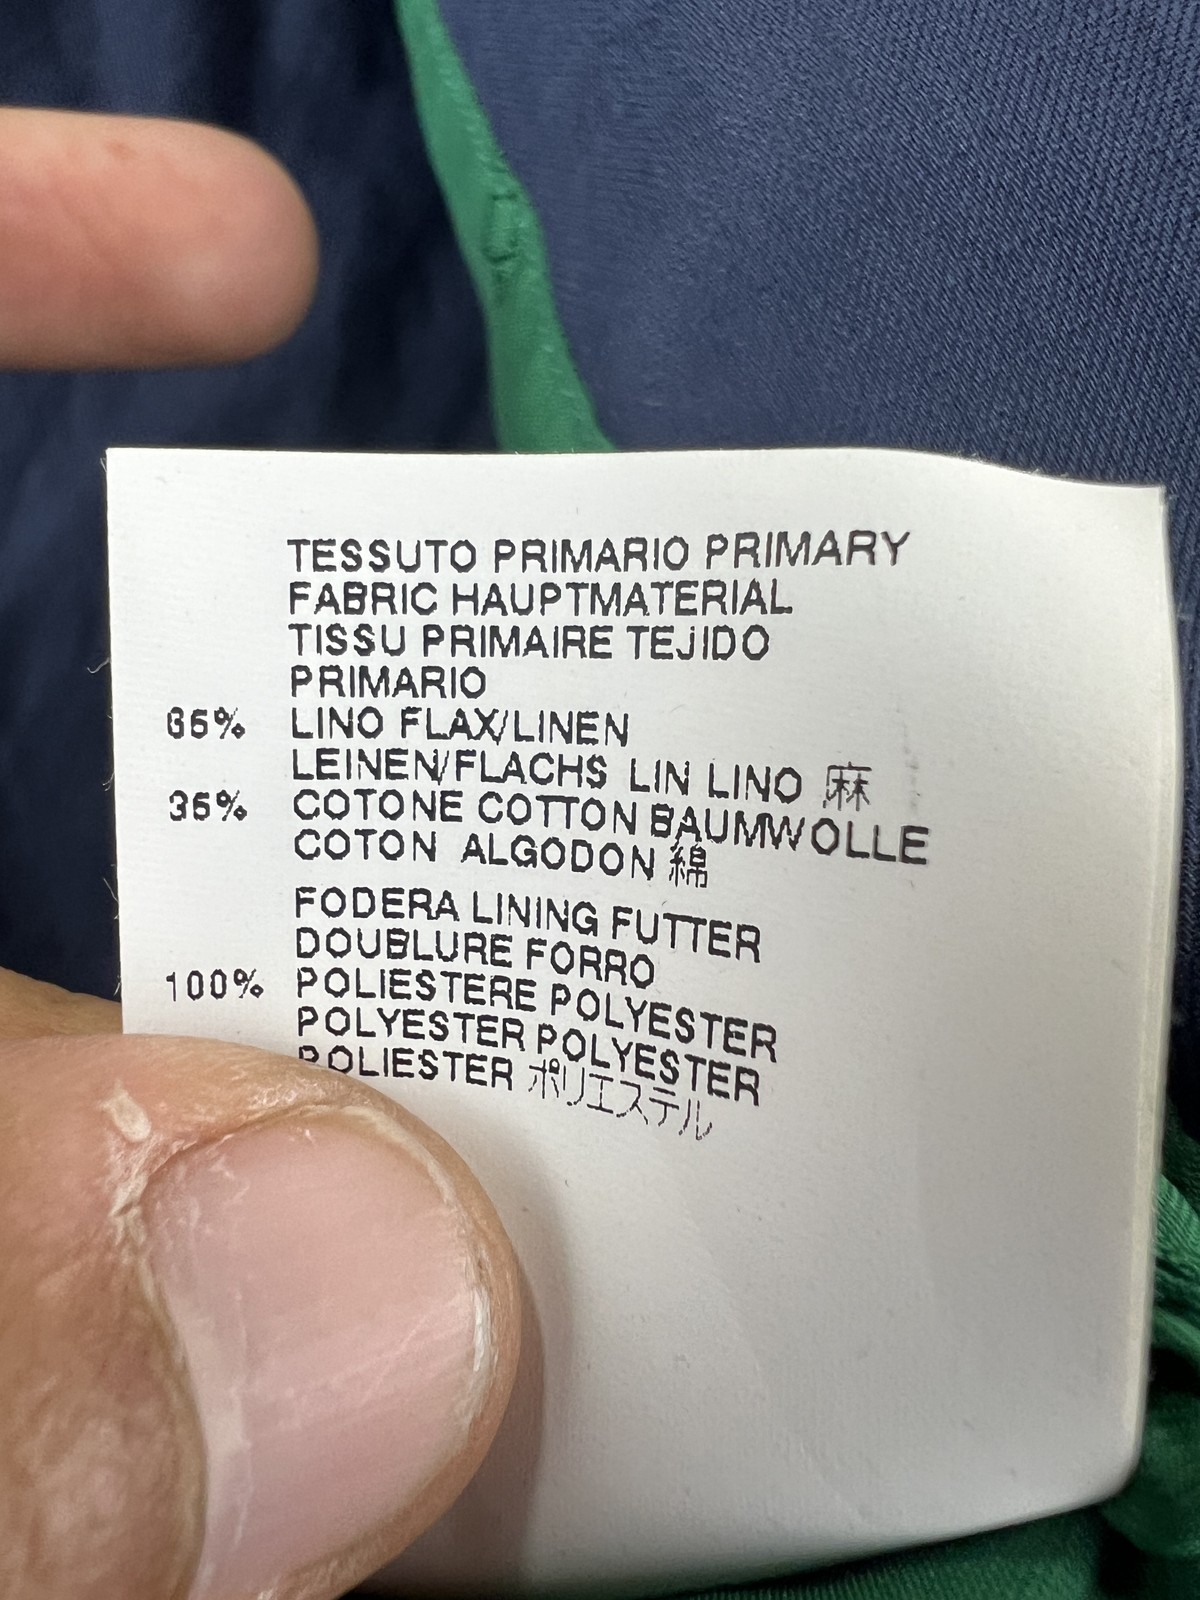 TESSUTO PRIMARIO PRIMARY
FABRIC HAUPTMATERIAL
TISSU PRIMAIRE TEJIDO
PRIMARIO
65% LINO FLAX/LINEN
LEINEN/FLACHS LIN LINO 麻
35% COTONE COTTON BAUMWOLLE
COTON ALGODON 綿
FODERA LINING FUTTER
DOUBLURE FORRO
100% POLIESTERE POLYESTER
POLYESTER POLYESTER
POLIESTER ポリエステル